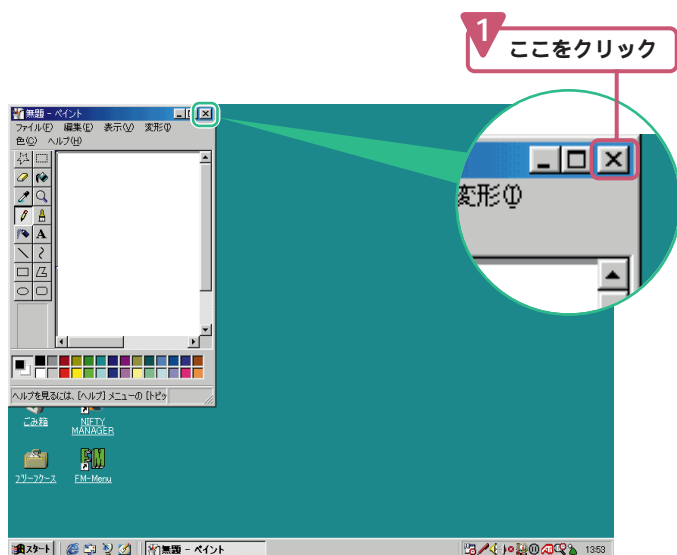 1
ここをクリック
無題 - ペイント
ファイル(F) 編集(E) 表示(V) 変形(I)
色(C) ヘルプ(H)
変形(I)
A
ヘルプを見るには、[ヘルプ] メニューの [トピッ
ごみ箱
NIFTY
MANAGER
ブリーフケース
FM-Menu
スタート
無題 - ペイント
13:53